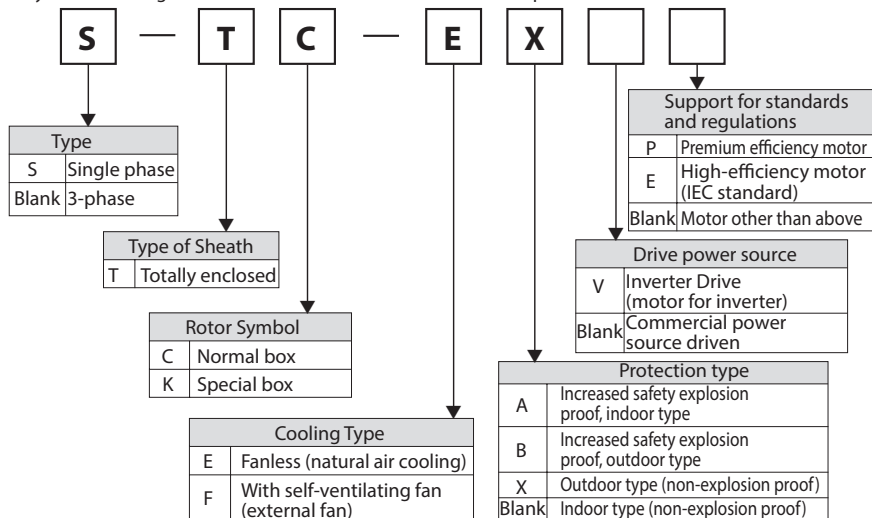 S — T C — E X
Type
S Single phase
Blank 3-phase
Type of Sheath
T Totally enclosed
Rotor Symbol
C Normal box
K Special box
Cooling Type
E Fanless (natural air cooling)
F With self-ventilating fan
(external fan)
Support for standards
and regulations
P Premium efficiency motor
E High-efficiency motor
(IEC standard)
Blank Motor other than above
Drive power source
V Inverter Drive
(motor for inverter)
Blank Commercial power
source driven
Protection type
A Increased safety explosion
proof, indoor type
B Increased safety explosion
proof, outdoor type
X Outdoor type (non-explosion proof)
Blank Indoor type (non-explosion proof)